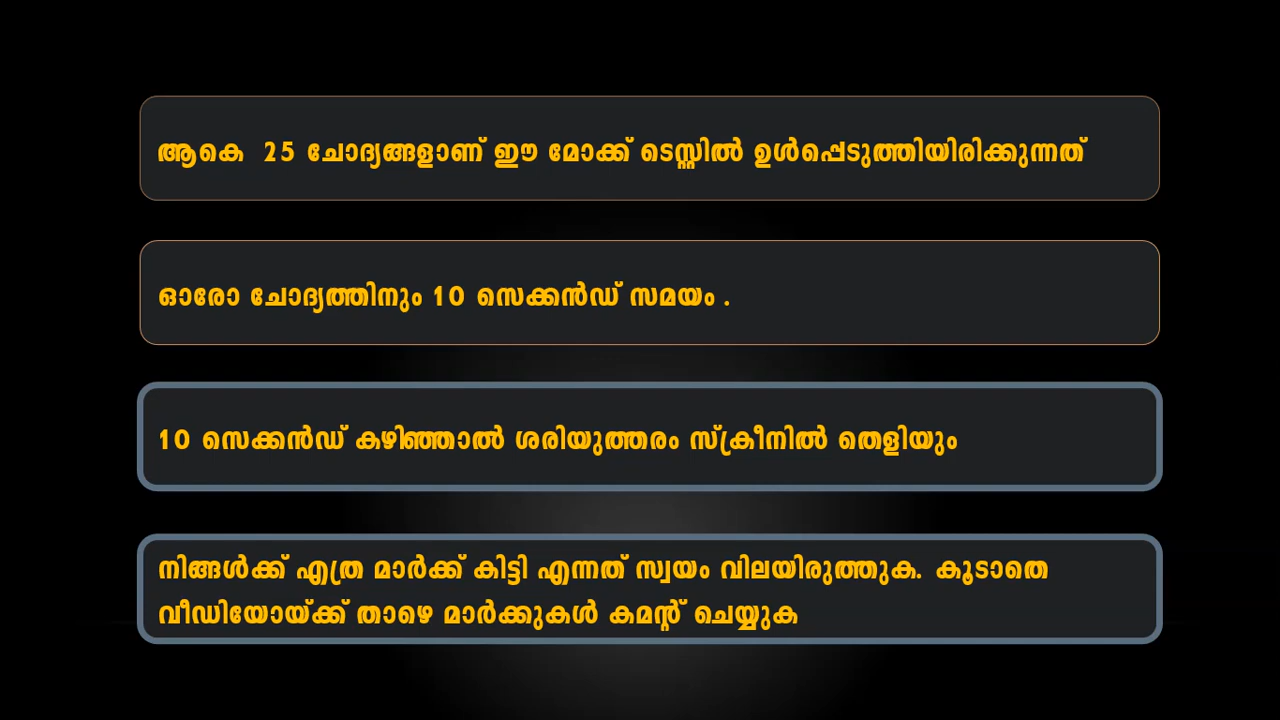 ആകെ 25 ചോദ്യങ്ങളാണ് ഈ മോക്ക് ടെസ്റ്റിൽ ഉൾപ്പെടുത്തിയിരിക്കുന്നത്
ഓരോ ചോദ്യത്തിനും 10 സെക്കൻഡ് സമയം .
10 സെക്കൻഡ് കഴിഞ്ഞാൽ ശരിയുത്തരം സ്ക്രീനിൽ തെളിയും
നിങ്ങൾക്ക് എത്ര മാർക്ക് കിട്ടി എന്നത് സ്വയം വിലയിരുത്തുക. കൂടാതെ
വീഡിയോയ്ക്ക് താഴെ മാർക്കുകൾ കമന്റ് ചെയ്യുക